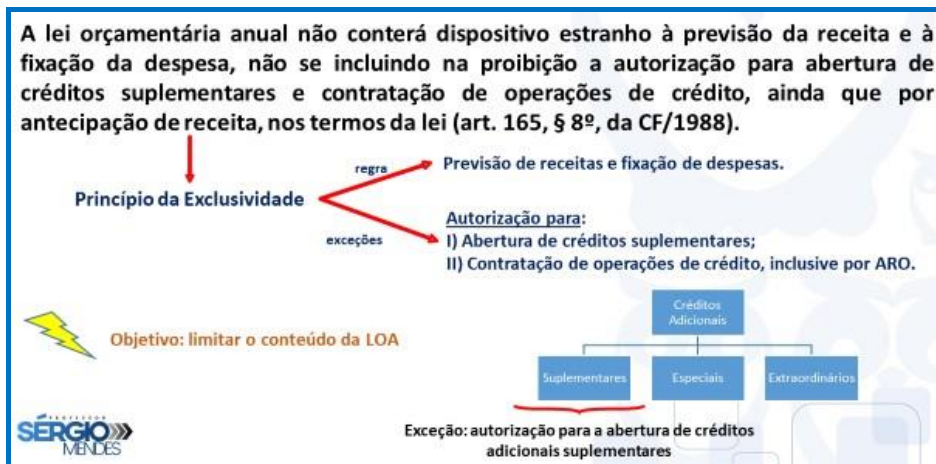 A lei orçamentária anual não conterá dispositivo estranho à previsão da receita e à
fixação da despesa, não se incluindo na proibição a autorização para abertura de
créditos suplementares e contratação de operações de crédito, ainda que por
antecipação de receita, nos termos da lei (art. 165, § 8º, da CF/1988).
regra
Previsão de receitas e fixação de despesas.
Princípio da Exclusividade
exceções
Autorização para:
I) Abertura de créditos suplementares;
II) Contratação de operações de crédito, inclusive por ARO.
Objetivo: limitar o conteúdo da LOA
Créditos
Adicionais
Suplementares
Especiais
Extraordinários
Exceção: autorização para a abertura de créditos
adicionais suplementares
PROFESSOR
SÉRGIO
MENDES